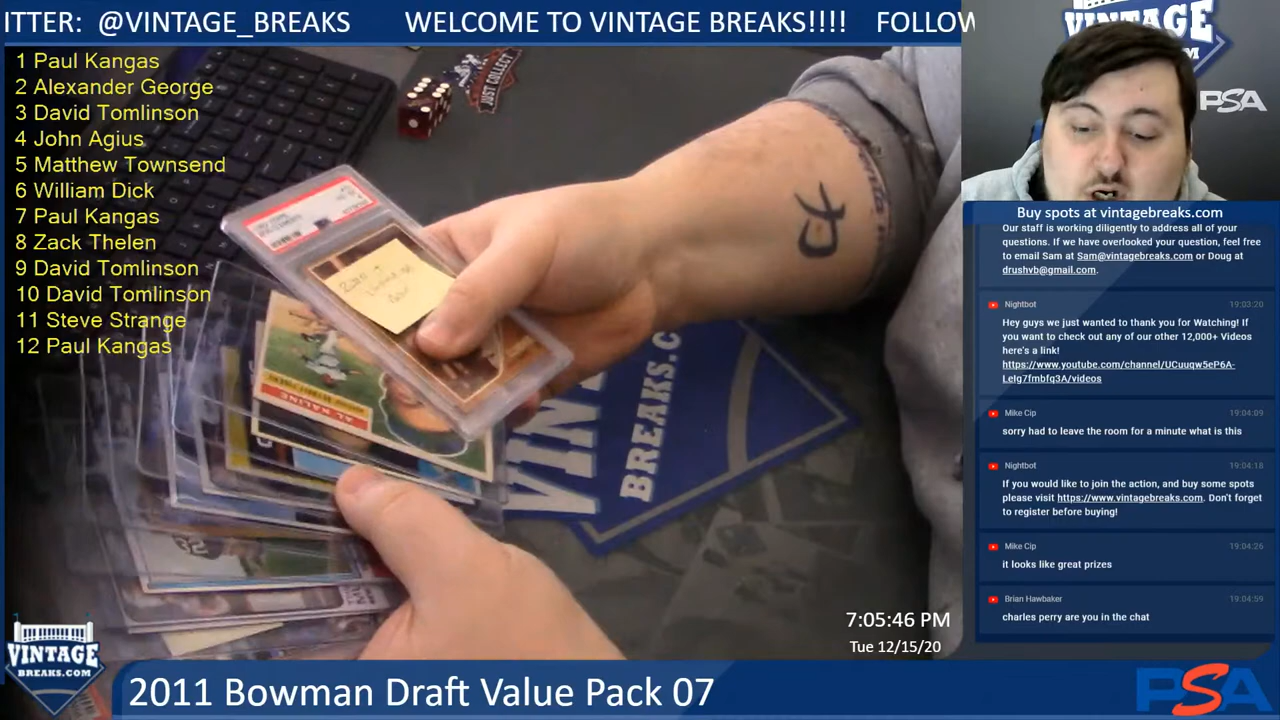 ITTER: @VINTAGE_BREAKS WELCOME TO VINTAGE BREAKS!!!! FOLLOW
1 Paul Kangas
2 Alexander George
3 David Tomlinson
4 John Agius
5 Matthew Townsend
6 William Dick
7 Paul Kangas
8 Zack Thelen
9 David Tomlinson
10 David Tomlinson
11 Steve Strange
12 Paul Kangas
JUST COLLECT
AL KALINE
VINTAGE
BREAKS.C
7:05:46 PM
Tue 12/15/20
VINTAGE
BREAKS.COM
2011 Bowman Draft Value Pack 07
VINTAGE
PSA
Buy spots at vintagebreaks.com
Our staff is working diligently to address all of your
questions. If we have overlooked your question, feel free
to email Sam at Sam@vintagebreaks.com or Doug at
drushvb@gmail.com.
Nightbot 19:03:20
Hey guys we just wanted to thank you for Watching! If
you want to check out any of our other 12,000+ Videos
here's a link!
https://www.youtube.com/channel/UCuuqw5eP6A-
LeIg7fmbfq3A/videos
Mike Cip 19:04:09
sorry had to leave the room for a minute what is this
Nightbot 19:04:18
If you would like to join the action, and buy some spots
please visit https://www.vintagebreaks.com. Don't forget
to register before buying!
Mike Cip 19:04:26
it looks like great prizes
Brian Hawbaker 19:04:59
charles perry are you in the chat
PSA